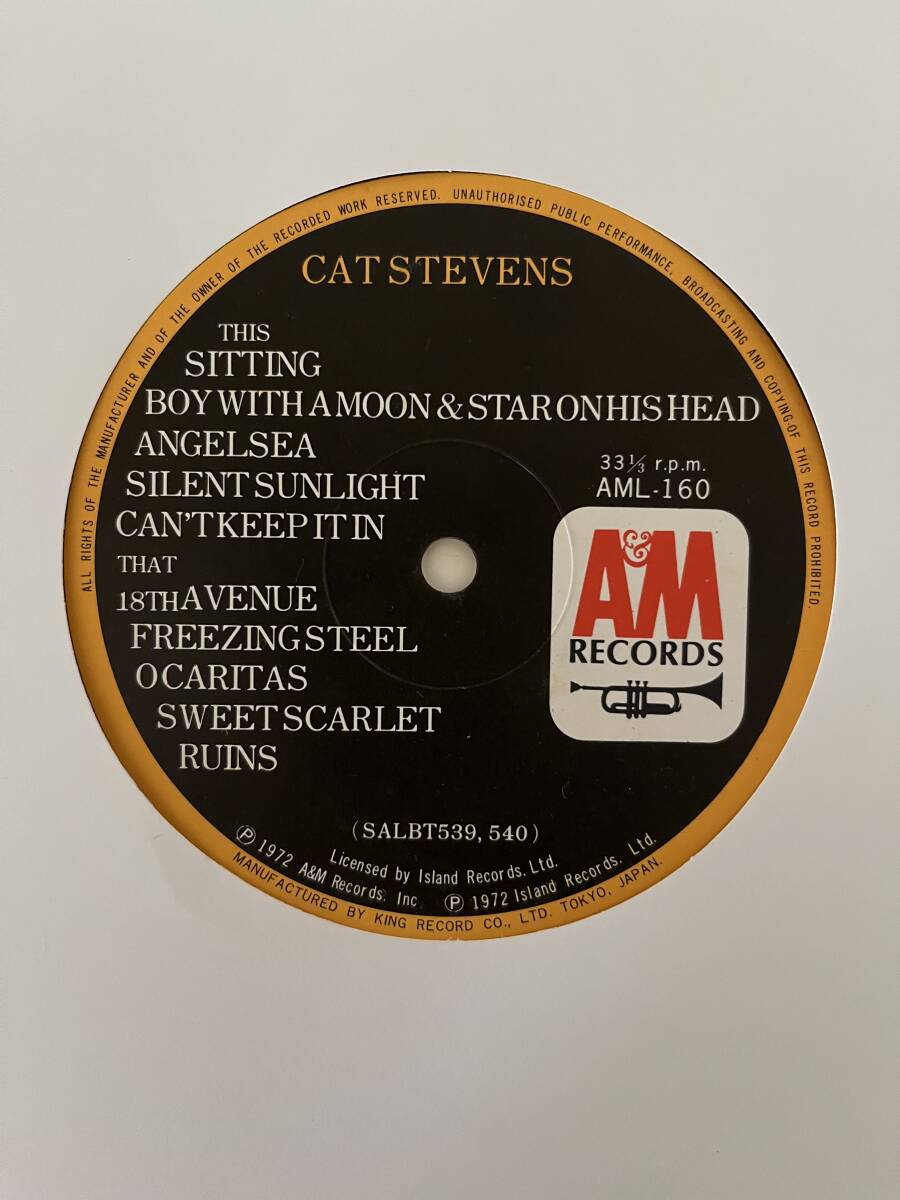 ALL RIGHTS OF THE MANUFACTURER AND OF THE OWNER OF THE RECORDED WORK RESERVED. UNAUTHORISED PUBLIC PERFORMANCE, BROADCASTING AND COPYING-OF THIS RECORD PROHIBITED.
CAT STEVENS
THIS
SITTING
BOY WITH A MOON & STAR ON HIS HEAD
ANGELSEA
SILENT SUNLIGHT
CAN'T KEEP IT IN
33 1/3 r.p.m.
AML-160
A&M
RECORDS
THAT
18TH AVENUE
FREEZING STEEL
O CARITAS
SWEET SCARLET
RUINS
(SALBT539, 540)
Licensed by Island Records. Ltd.
℗ 1972 A&M Records. Inc ℗ 1972 Island Records. Ltd.
MANUFACTURED BY KING RECORD CO., LTD. TOKYO, JAPAN.